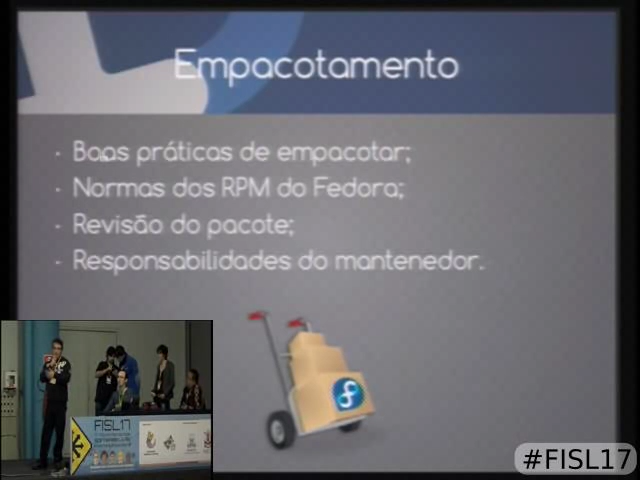 Empacotamento
· Boas práticas de empacotar;
· Normas dos RPM do Fedora;
· Revisão do pacote;
· Responsabilidades do mantenedor.
FISL17
#FISL17